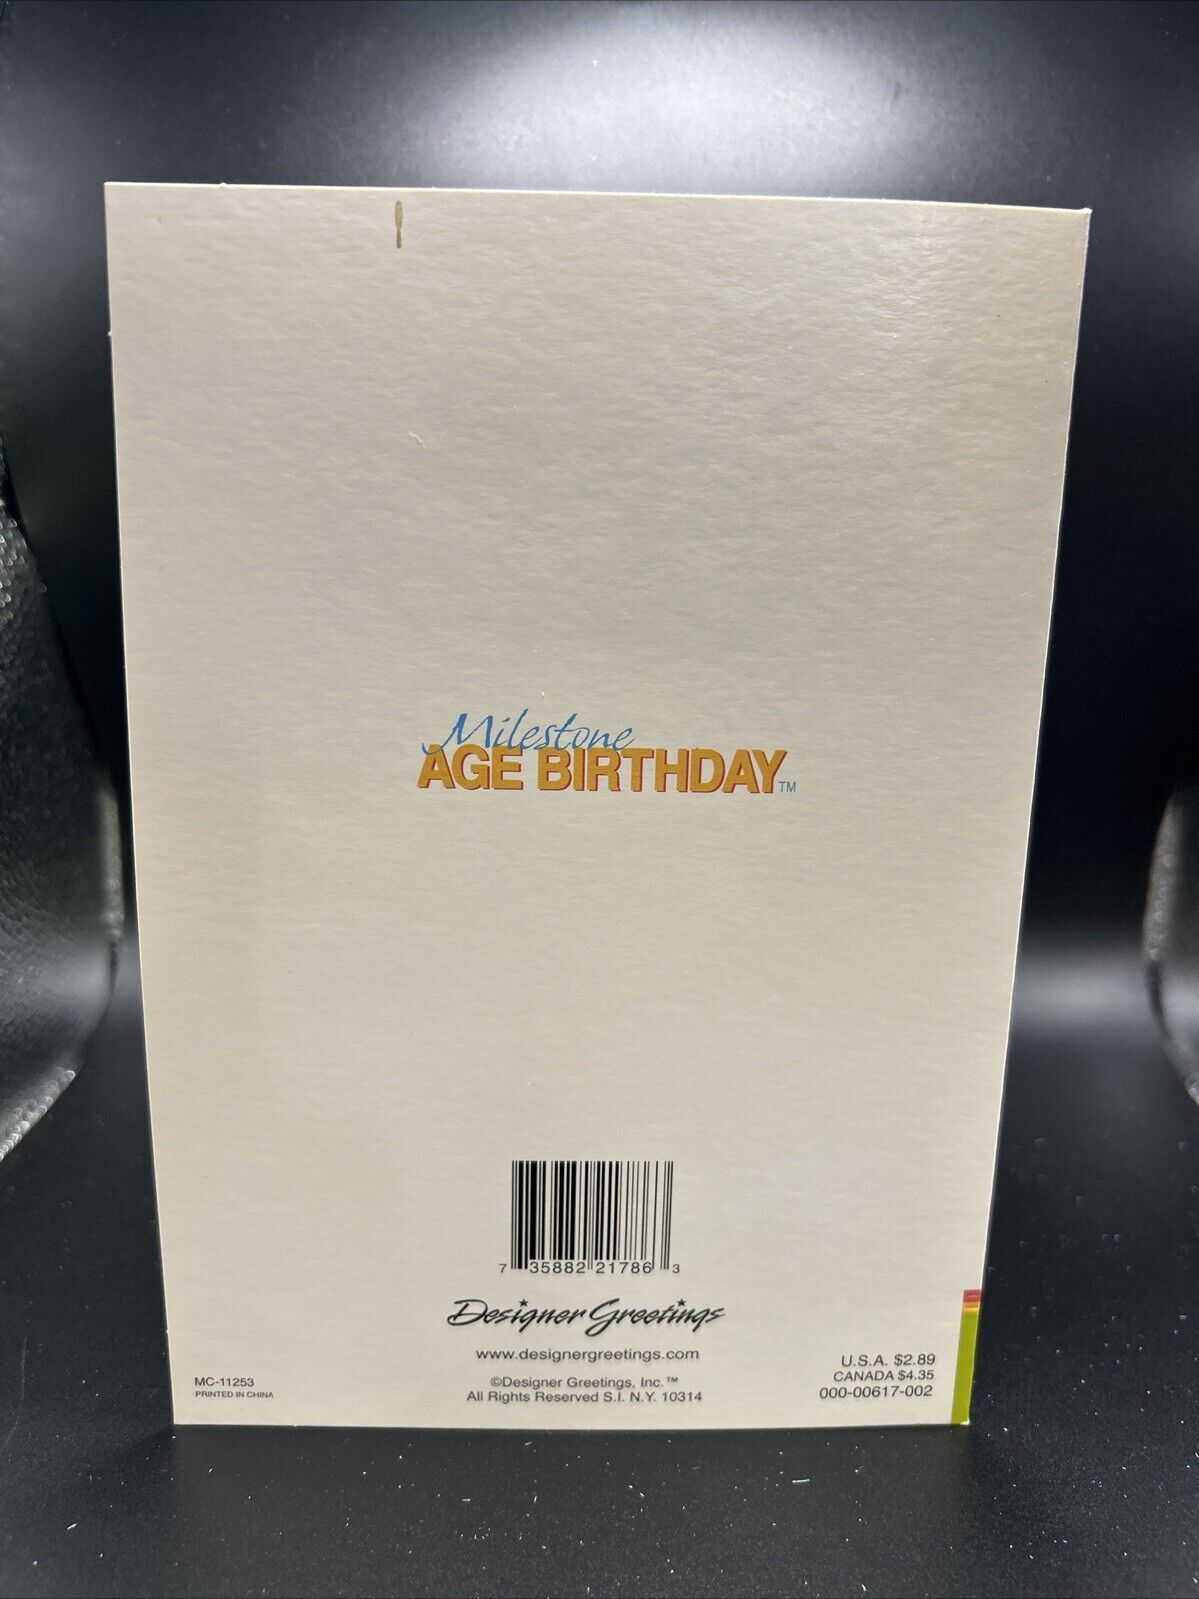 Milestone
AGE BIRTHDAY™
7 35882 21786 3
Designer Greetings
www.designergreetings.com
©Designer Greetings, Inc.™
All Rights Reserved S.I. N.Y. 10314
MC-11253
PRINTED IN CHINA
U.S.A. $2.89
CANADA $4.35
000-00617-002